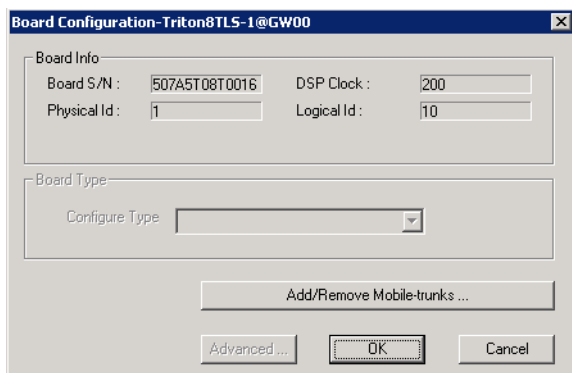 Board Configuration-Triton8TLS-1@GW00
Board Info
Board S/N : 507A5T08T0016 DSP Clock : 200
Physical Id : 1 Logical Id : 10
Board Type
Configure Type
Add/Remove Mobile-trunks ...
Advanced ... OK Cancel